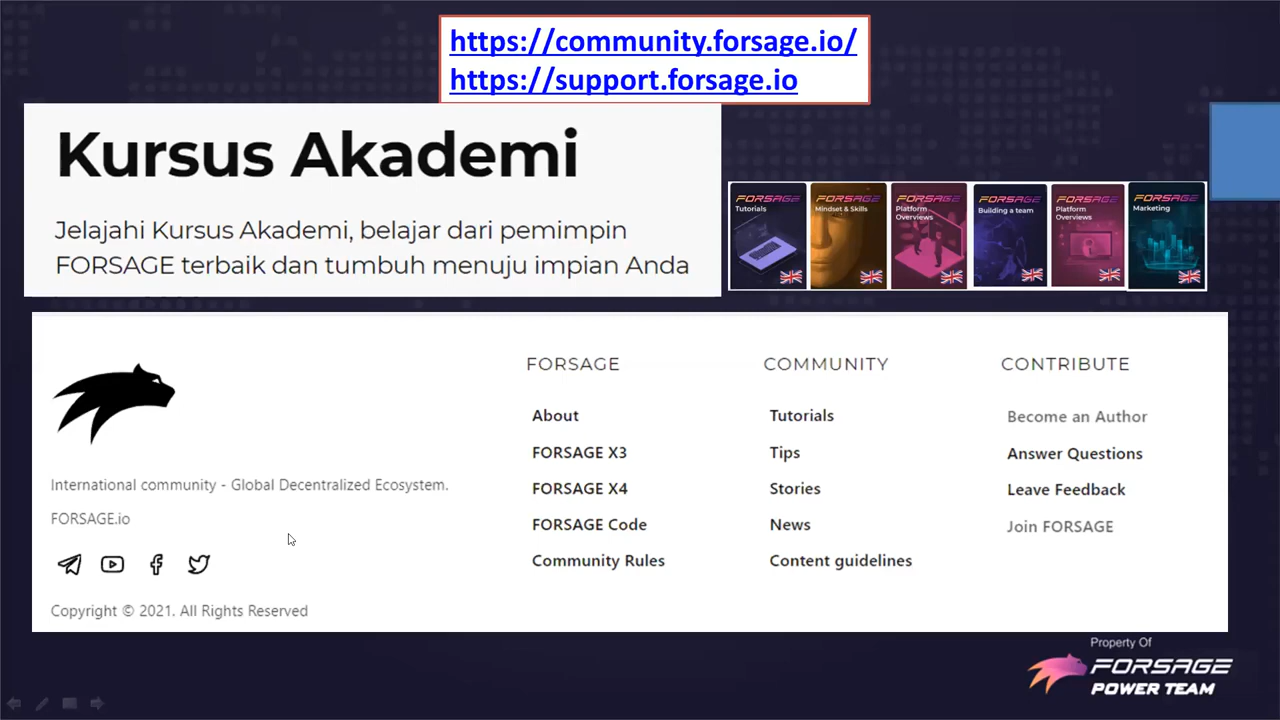 https://community.forsage.io/
https://support.forsage.io
Kursus Akademi
Jelajahi Kursus Akademi, belajar dari pemimpin
FORSAGE terbaik dan tumbuh menuju impian Anda
FORSAGE
Tutorials
FORSAGE
Mindset & Skills
FORSAGE
Platform
Overviews
FORSAGE
Building a team
FORSAGE
Platform
Overviews
FORSAGE
Marketing
International community - Global Decentralized Ecosystem.
FORSAGE.io
Copyright © 2021. All Rights Reserved
FORSAGE
About
FORSAGE X3
FORSAGE X4
FORSAGE Code
Community Rules
COMMUNITY
Tutorials
Tips
Stories
News
Content guidelines
CONTRIBUTE
Become an Author
Answer Questions
Leave Feedback
Join FORSAGE
Property Of
FORSAGE
POWER TEAM